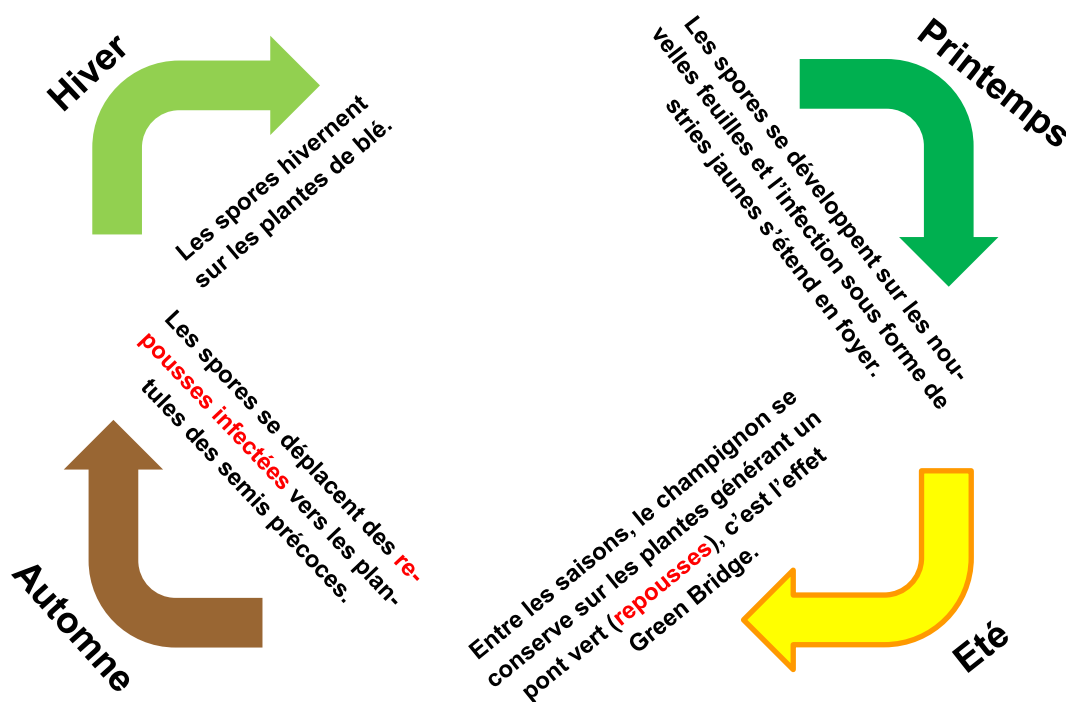 Hiver
Les spores hivernent
sur les plantes de blé.
Printemps
Les spores se développent sur les nou-
velles feuilles et l’infection sous forme de
stries jaunes s’étend en foyer.
Eté
Entre les saisons, le champignon se
conserve sur les plantes générant un
pont vert (repousses), c’est l’effet
Green Bridge.
Automne
Les spores se déplacent des re-
pousses infectées vers les plan-
tules des semis précoces.